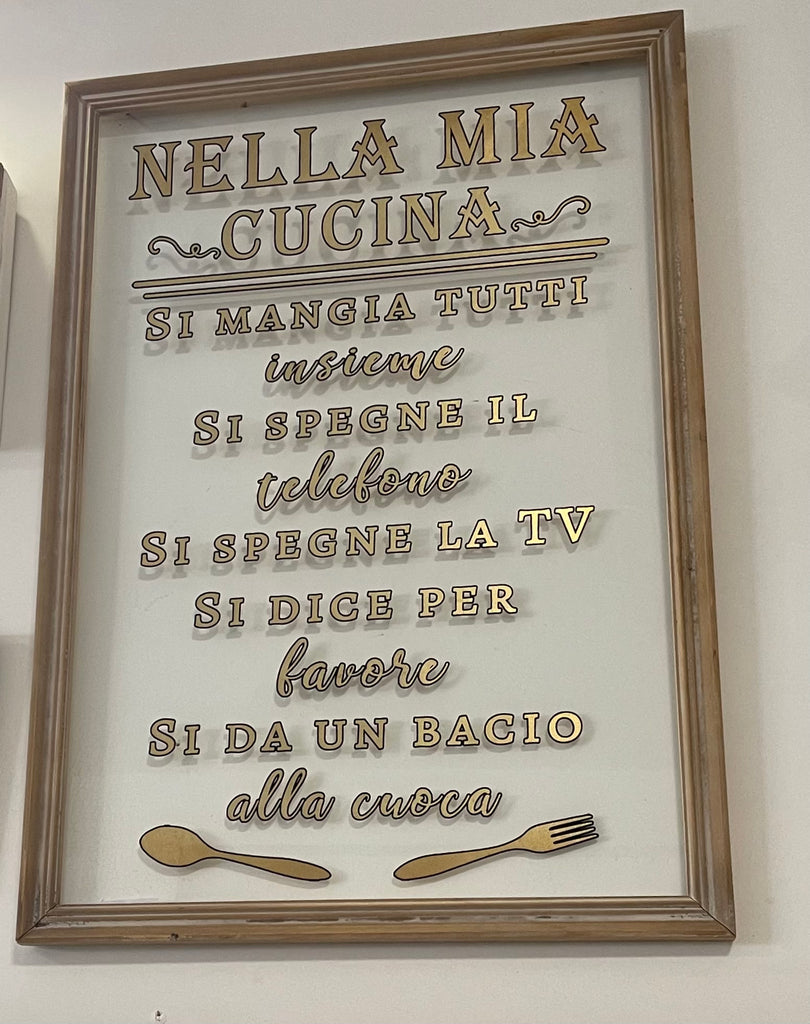 NELLA MIA
CUCINA
SI MANGIA TUTTI
insieme
SI SPEGNE IL
telefono
SI SPEGNE LA TV
SI DICE PER
favore
SI DA UN BACIO
alla cuoca